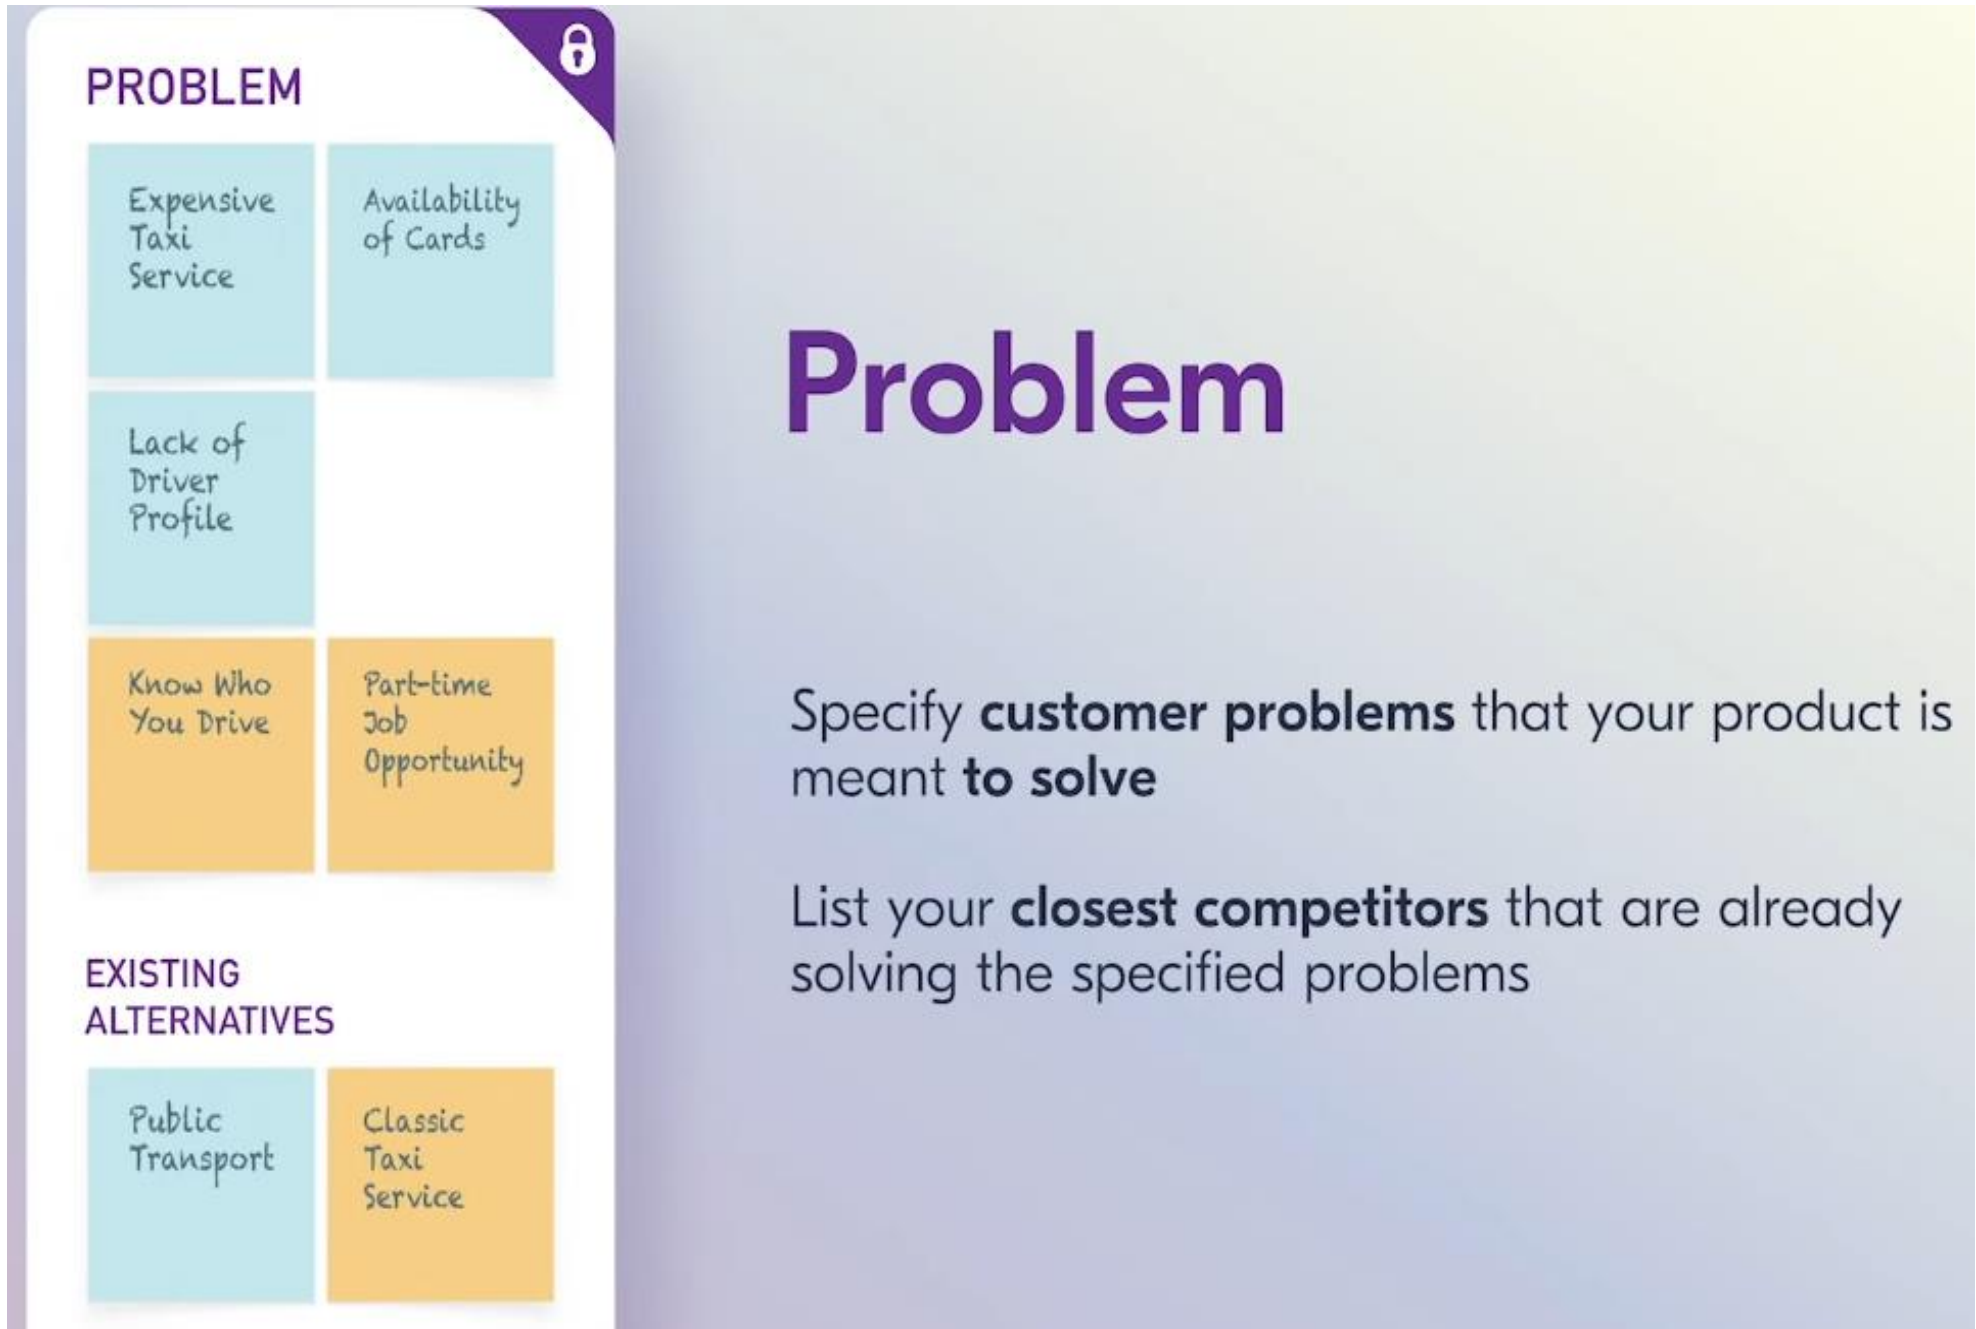 PROBLEM
Expensive
Taxi
Service
Availability
of Cards
Lack of
Driver
Profile
Know Who
You Drive
Part-time
Job
Opportunity
EXISTING
ALTERNATIVES
Public
Transport
Classic
Taxi
Service
Problem
Specify customer problems that your product is
meant to solve
List your closest competitors that are already
solving the specified problems